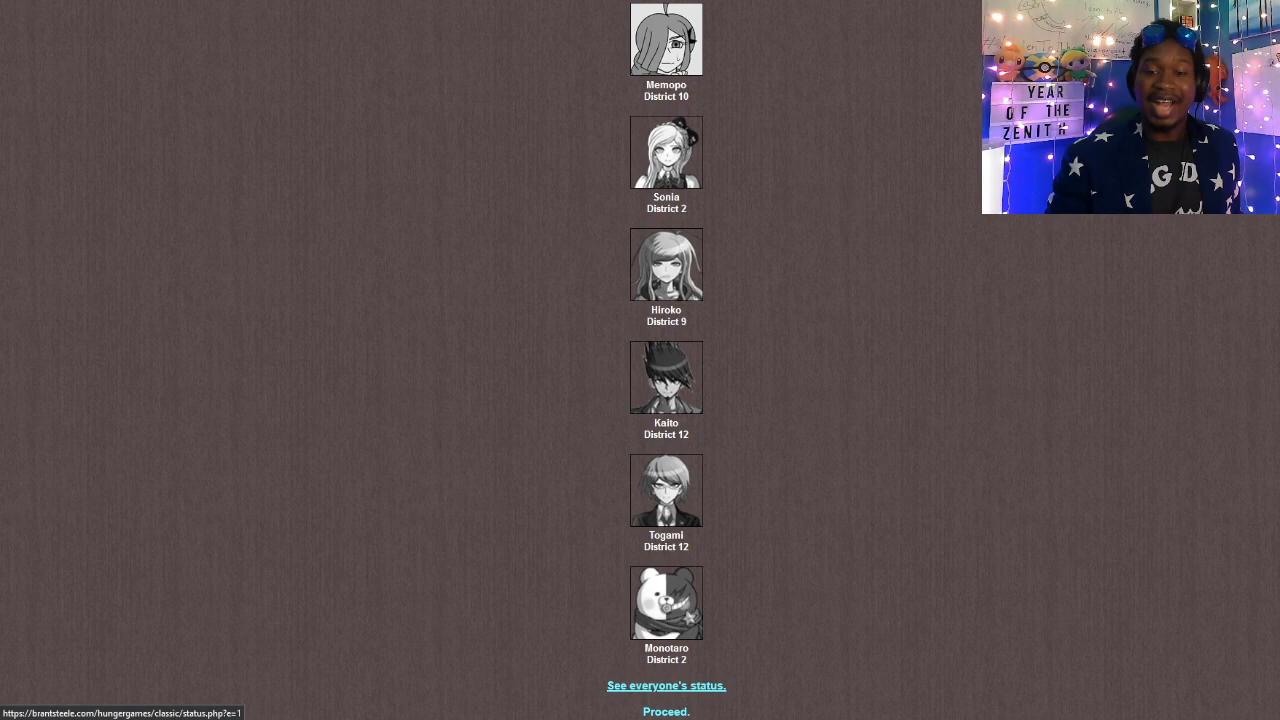 Memopo
District 10
Sonia
District 2
Hiroko
District 9
Kaito
District 12
Togami
District 12
Monotaro
District 2
See everyone's status.
Proceed.
https://brantsteele.com/hungergames/classic/status.php?e=1
YEAR
OF THE
ZENITH